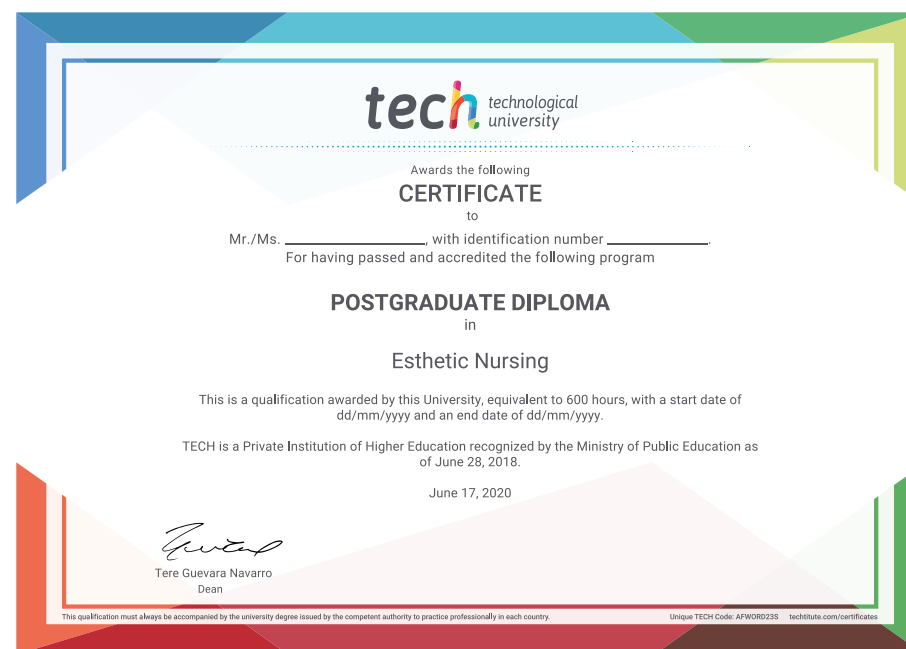 tech technological
university
Awards the following
CERTIFICATE
to
Mr./Ms. ____________, with identification number _________.
For having passed and accredited the following program
POSTGRADUATE DIPLOMA
in
Esthetic Nursing
This is a qualification awarded by this University, equivalent to 600 hours, with a start date of
dd/mm/yyyy and an end date of dd/mm/yyyy.
TECH is a Private Institution of Higher Education recognized by the Ministry of Public Education as
of June 28, 2018.
June 17, 2020
Tere Guevara Navarro
Dean
This qualification must always be accompanied by the university degree issued by the competent authority to practice professionally in each country.
Unique TECH Code: AFWORD23S techtitute.com/certificates